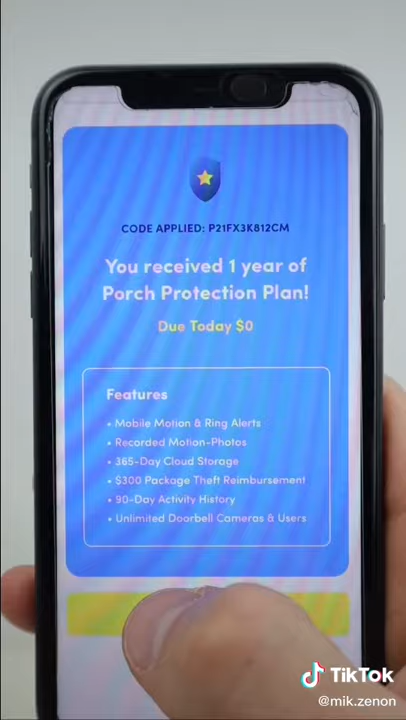 CODE APPLIED: P21FX3K812CM
You received 1 year of
Porch Protection Plan!
Due Today $0
Features
• Mobile Motion & Ring Alerts
• Recorded Motion-Photos
• 365-Day Cloud Storage
• $300 Package Theft Reimbursement
• 90-Day Activity History
• Unlimited Doorbell Cameras & Users
TikTok
@mik.zenon